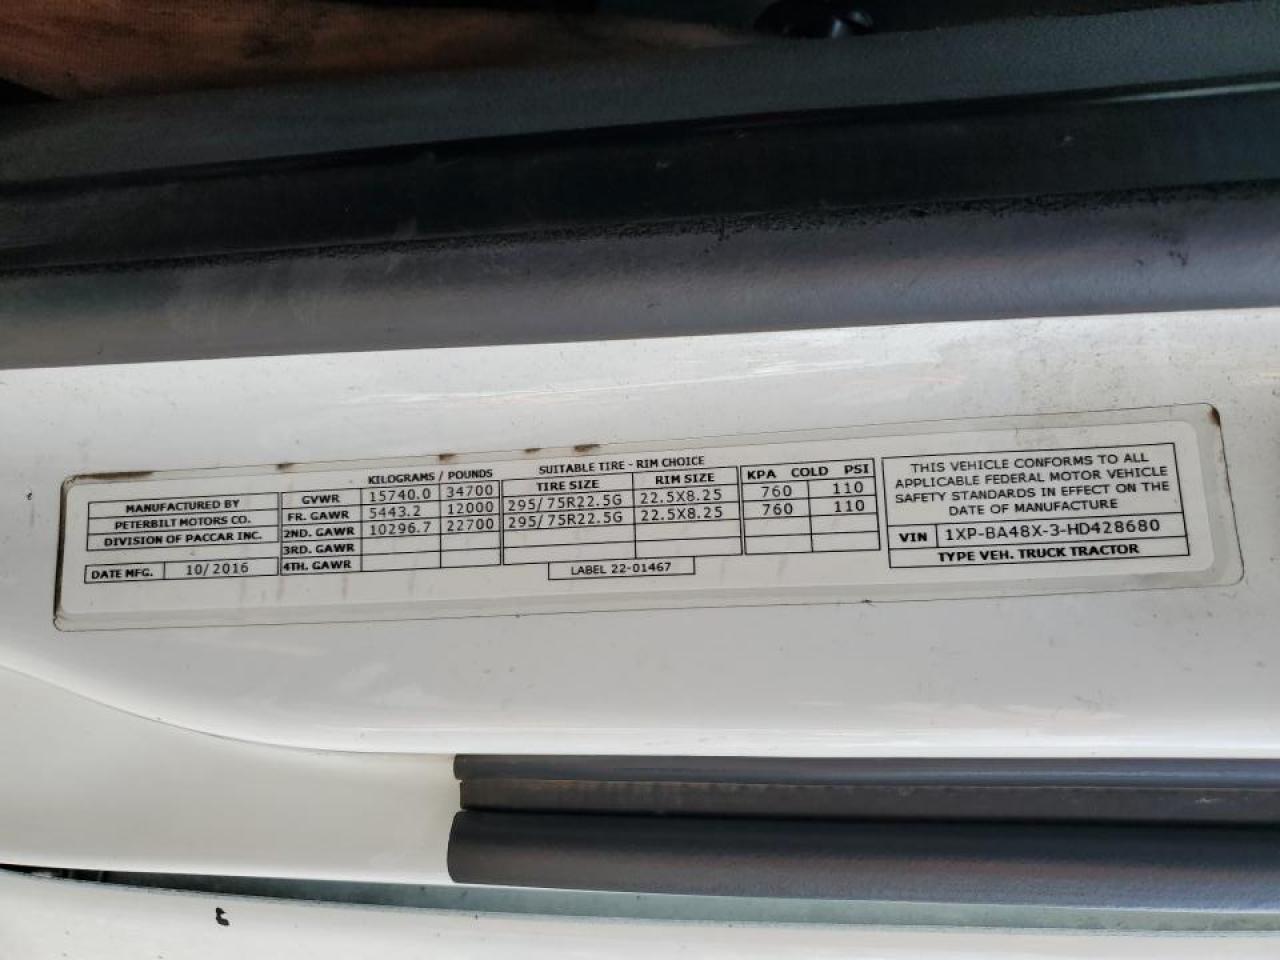 MANUFACTURED BY
PETERBILT MOTORS CO.
DIVISION OF PACCAR INC.
DATE MFG. 10/2016
KILOGRAMS / POUNDS
GVWR 15740.0 34700
FR. GAWR 5443.2 12000
2ND. GAWR 10296.7 22700
3RD. GAWR
4TH. GAWR
SUITABLE TIRE - RIM CHOICE
TIRE SIZE RIM SIZE
295/75R22.5G 22.5X8.25
295/75R22.5G 22.5X8.25
KPA COLD PSI
760 110
760 110
LABEL 22-01467
THIS VEHICLE CONFORMS TO ALL
APPLICABLE FEDERAL MOTOR VEHICLE
SAFETY STANDARDS IN EFFECT ON THE
DATE OF MANUFACTURE
VIN 1XP-BA48X-3-HD428680
TYPE VEH. TRUCK TRACTOR